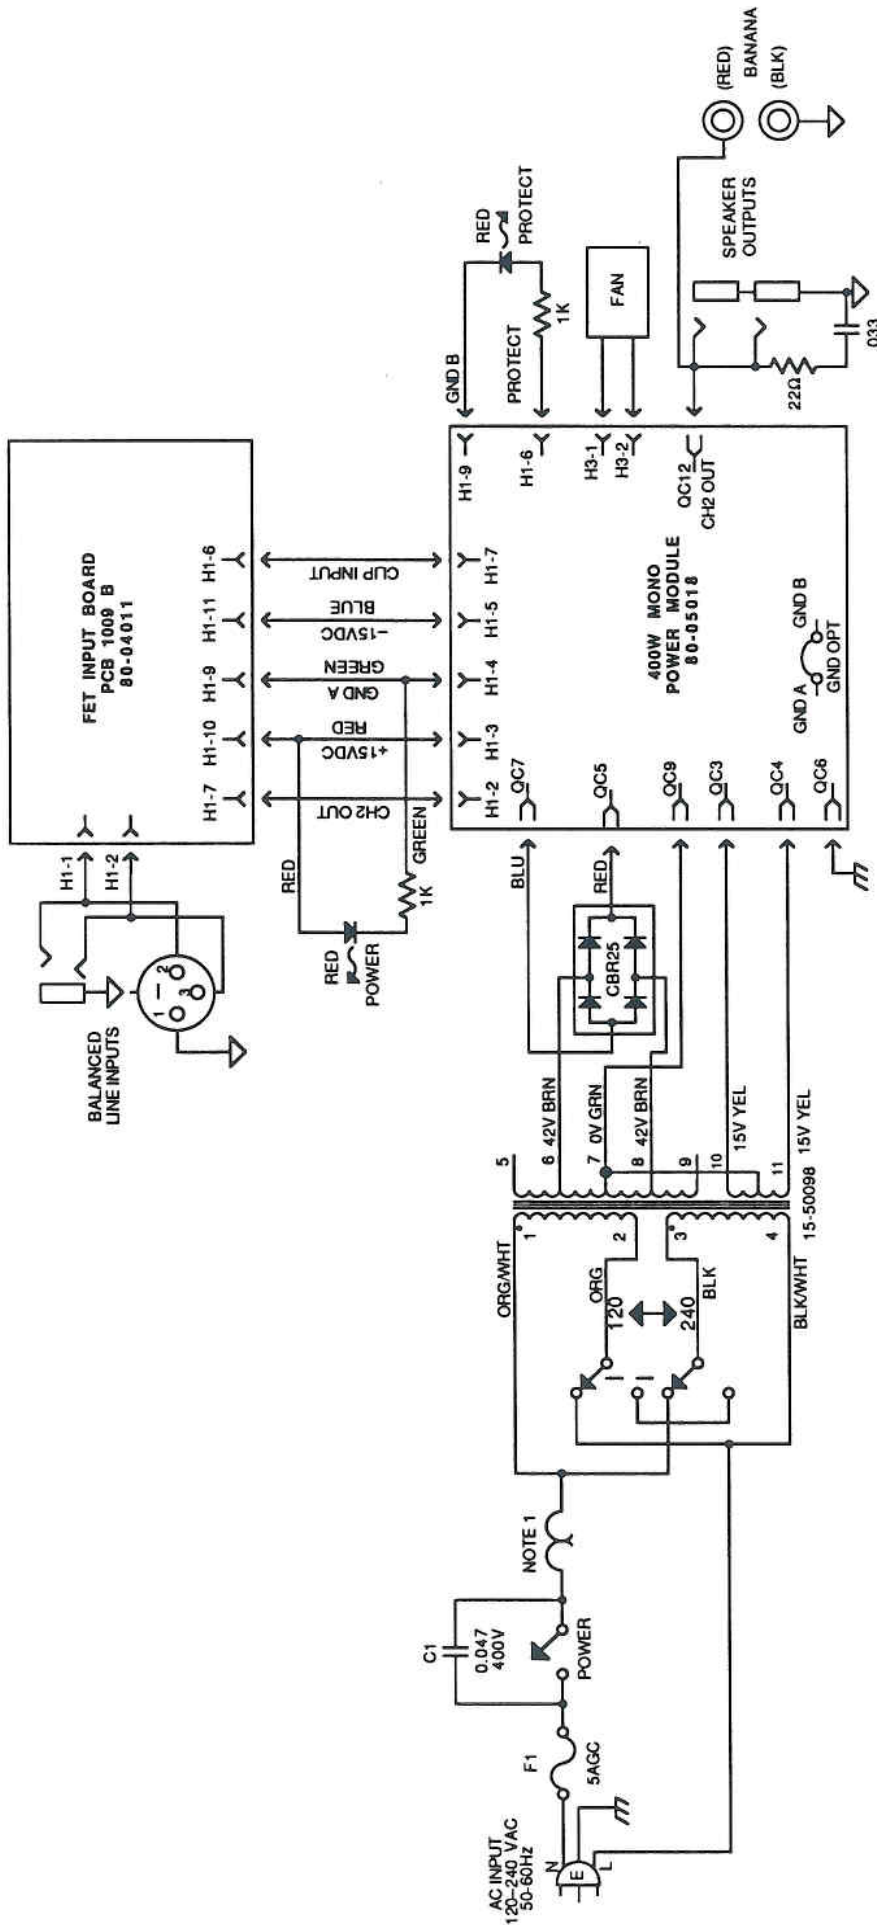 BALANCED
LINE INPUTS
1
2
3
H1-1
H1-2
FET INPUT BOARD
PCB 1009 B
80-04011
H1-7
H1-10
H1-9
H1-11
H1-6
CH2 OUT
+15VDC
RED
GND A
GREEN
-15VDC
BLUE
CLIP INPUT
H1-2
H1-3
H1-4
H1-5
H1-7
RED
GREEN
1K
RED
POWER
AC INPUT
120-240 VAC
50-60Hz
N
E
L
F1
5AGC
C1
0.047
400V
POWER
NOTE 1
ORG/WHT
ORG
120
240
BLK
BLK/WHT
1
2
3
4
15-50098
5
6
7
8
9
10
11
42V BRN
0V GRN
42V BRN
15V YEL
15V YEL
CBR25
BLU
RED
QC7
QC5
QC9
QC3
QC4
QC6
400W MONO
POWER MODULE
80-05018
GND A
GND B
GND OPT
H1-9
H1-6
H3-1
H3-2
QC12
CH2 OUT
GND B
PROTECT
1K
RED
PROTECT
FAN
22Ω
.033
SPEAKER
OUTPUTS
(RED)
BANANA
(BLK)